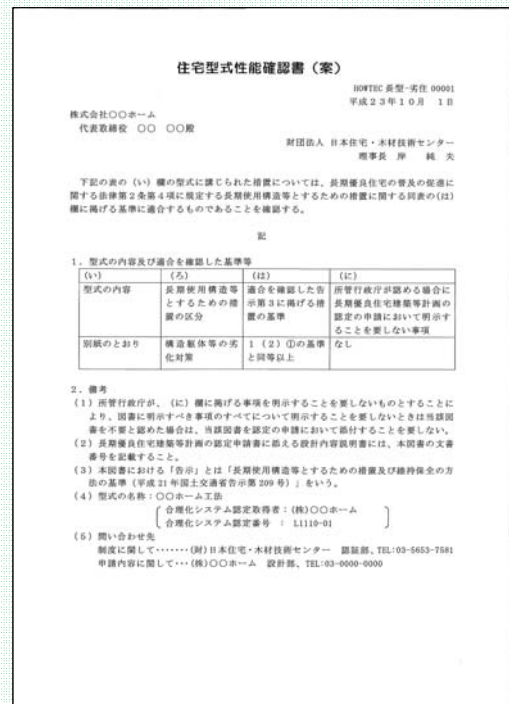 住宅型式性能確認書（案）
HOWTEC 長型-劣住 00001
平成２３年１０月　１日
株式会社〇〇ホーム
代表取締役　〇〇　〇〇殿
財団法人　日本住宅・木材技術センター
理事長　岸　純夫
下記の表の（い）欄の型式に講じられた措置については、長期優良住宅の普及の促進に
関する法律第２条第４項に規定する長期使用構造等とするための措置に関する同表の(は)
欄に掲げる基準に適合するものであることを確認する。
記
１．型式の内容及び適合を確認した基準等
（い）　（ろ）　（は）　（に）
型式の内容　長期使用構造等　適合を確認した告　所管行政庁が認める場合に
とするための措　示第３に掲げる措　長期優良住宅建築等計画の
置の区分　置の基準　認定の申請において明示す
ることを要しない事項
別紙のとおり　構造躯体等の劣　１（２）①の基準　なし
化対策　と同等以上
２．備考
（１）所管行政庁が、（に）欄に掲げる事項を明示することを要しないものとすることに
より、図書に明示すべき事項のすべてについて明示することを要しないときは当該図
書を不要と認めた場合は、当該図書を認定の申請において添付することを要しない。
（２）長期優良住宅建築等計画の認定申請書に添える設計内容説明書には、本図書の文書
番号を記載すること。
（３）本図書における「告示」とは「長期使用構造等とするための措置及び維持保全の方
法の基準（平成 21 年国土交通省告示第 209 号）」をいう。
（４）型式の名称：〇〇ホーム工法
合理化システム認定取得者：(株)〇〇ホーム
合理化システム認定番号　：　L1110-01
（５）問い合わせ先
制度に関して‥‥‥・(財)日本住宅・木材技術センター　認証部、TEL:03-5653-7581
申請内容に関して‥・(株)〇〇ホーム　設計部、TEL:03-0000-0000